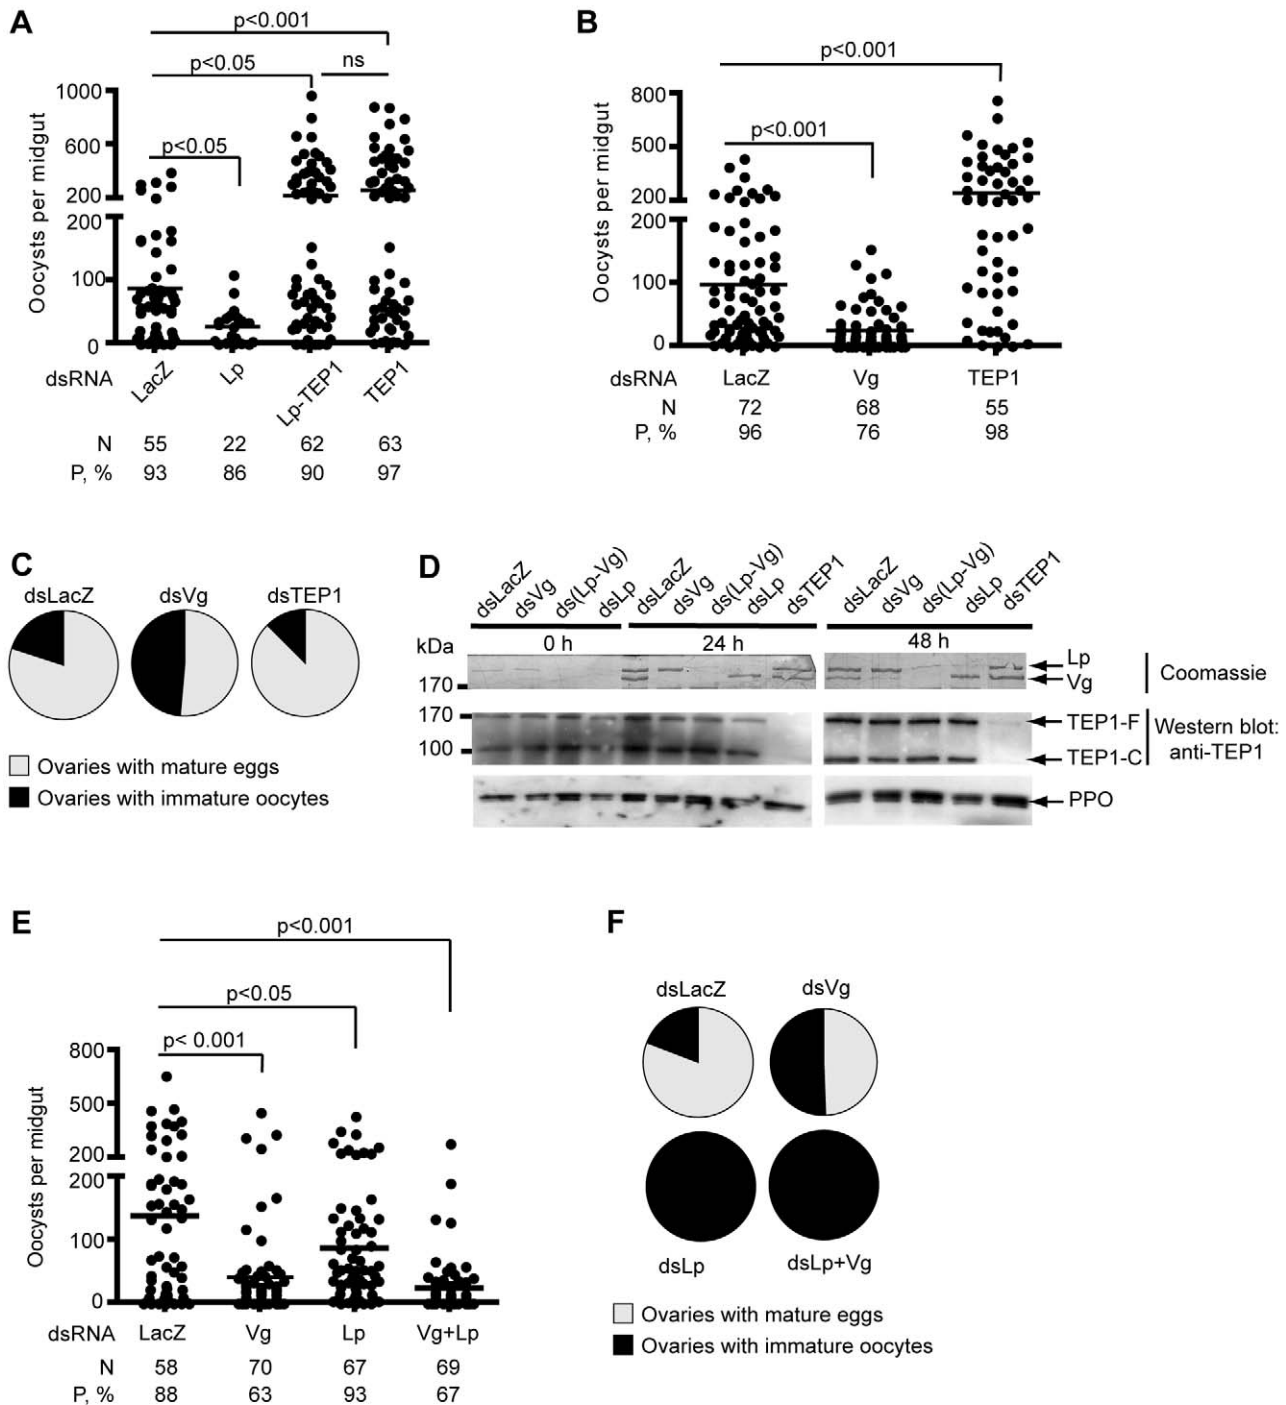 A
p<0.001
p<0.05
ns
p<0.05
Oocysts per midgut
1000
600
200
200
100
0
dsRNA LacZ Lp Lp-TEP1 TEP1
N 55 22 62 63
P, % 93 86 90 97
B
p<0.001
p<0.001
Oocysts per midgut
800
500
200
200
100
0
dsRNA LacZ Vg TEP1
N 72 68 55
P, % 96 76 98
C
dsLacZ dsVg dsTEP1
Ovaries with mature eggs
Ovaries with immature oocytes
D
dsLacZ dsVg ds(Lp-Vg) dsLp dsLacZ dsVg ds(Lp-Vg) dsLp dsTEP1 dsLacZ dsVg ds(Lp-Vg) dsLp dsTEP1
kDa 0 h 24 h 48 h
Lp
170 Vg
Coomassie
170 TEP1-F
100 TEP1-C
Western blot:
anti-TEP1
PPO
E
p<0.001
p<0.05
p< 0.001
Oocysts per midgut
800
500
200
200
100
0
dsRNA LacZ Vg Lp Vg+Lp
N 58 70 67 69
P, % 88 63 93 67
F
dsLacZ dsVg
dsLp dsLp+Vg
Ovaries with mature eggs
Ovaries with immature oocytes